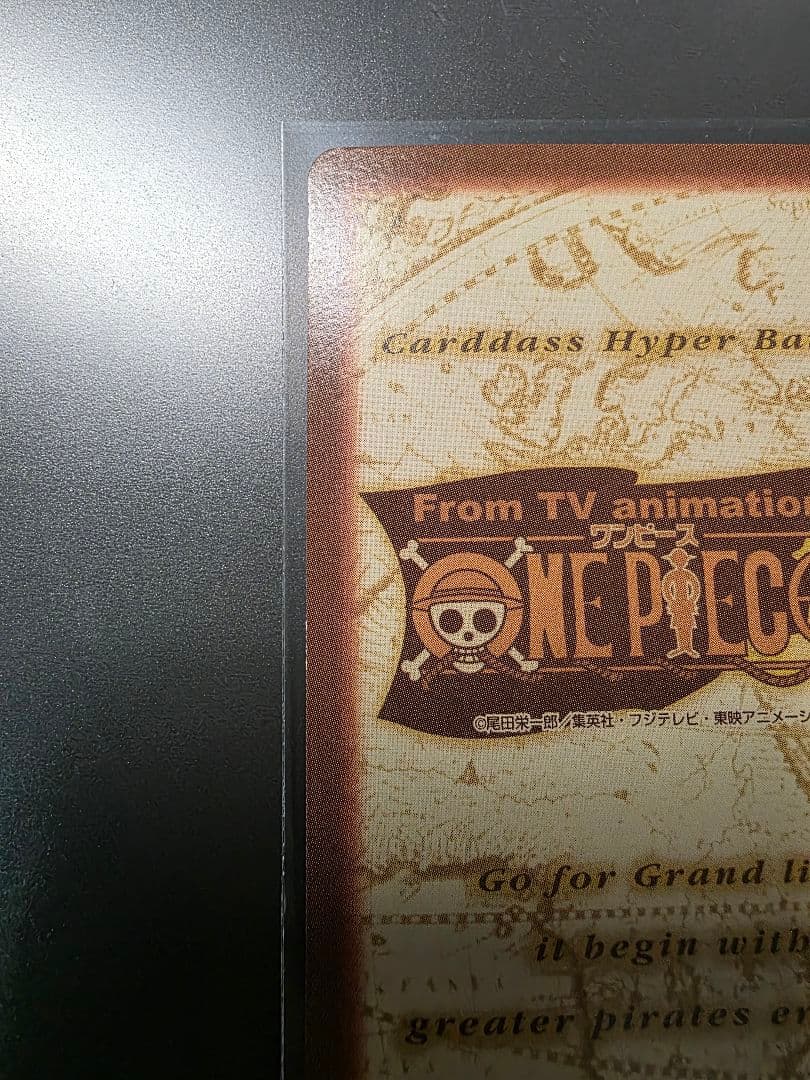 Carddass Hyper Ba
From TV animation
ワンピース
ONE PIECE
©尾田栄一郎／集英社・フジテレビ・東映アニメーシ
Go for Grand li
it begin with
greater pirates er